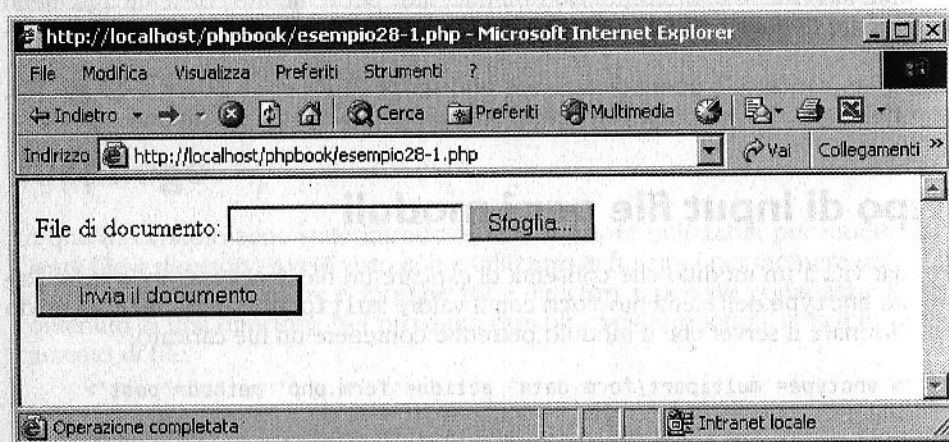 http://localhost/phpbook/esempio28-1.php - Microsoft Internet Explorer
File Modifica Visualizza Preferiti Strumenti ?
Indietro Cerca Preferiti Multimedia
Indirizzo http://localhost/phpbook/esempio28-1.php Vai Collegamenti »
File di documento: Sfoglia...
Invia il documento
Operazione completata Intranet locale